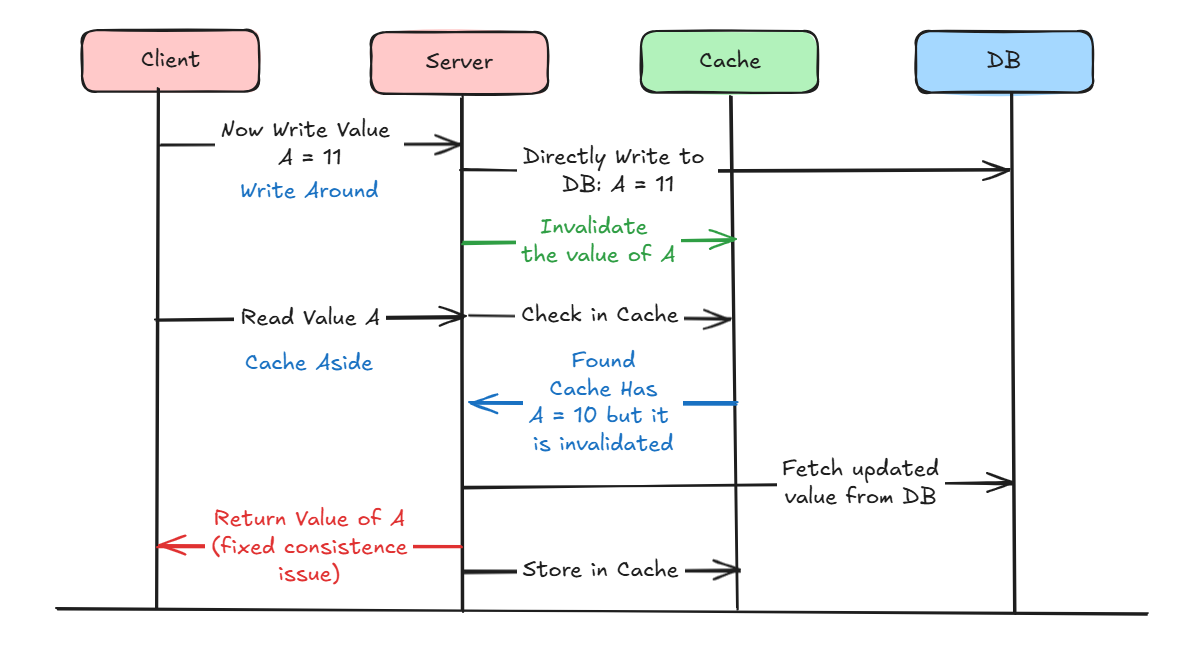 Client
Server
Cache
DB
Now Write Value
A = 11
Write Around
Directly Write to
DB: A = 11
Invalidate
the value of A
Read Value A
Check in Cache
Cache Aside
Found
Cache Has
A = 10 but it
is invalidated
Fetch updated
value from DB
Return Value of A
(fixed consistence
issue)
Store in Cache